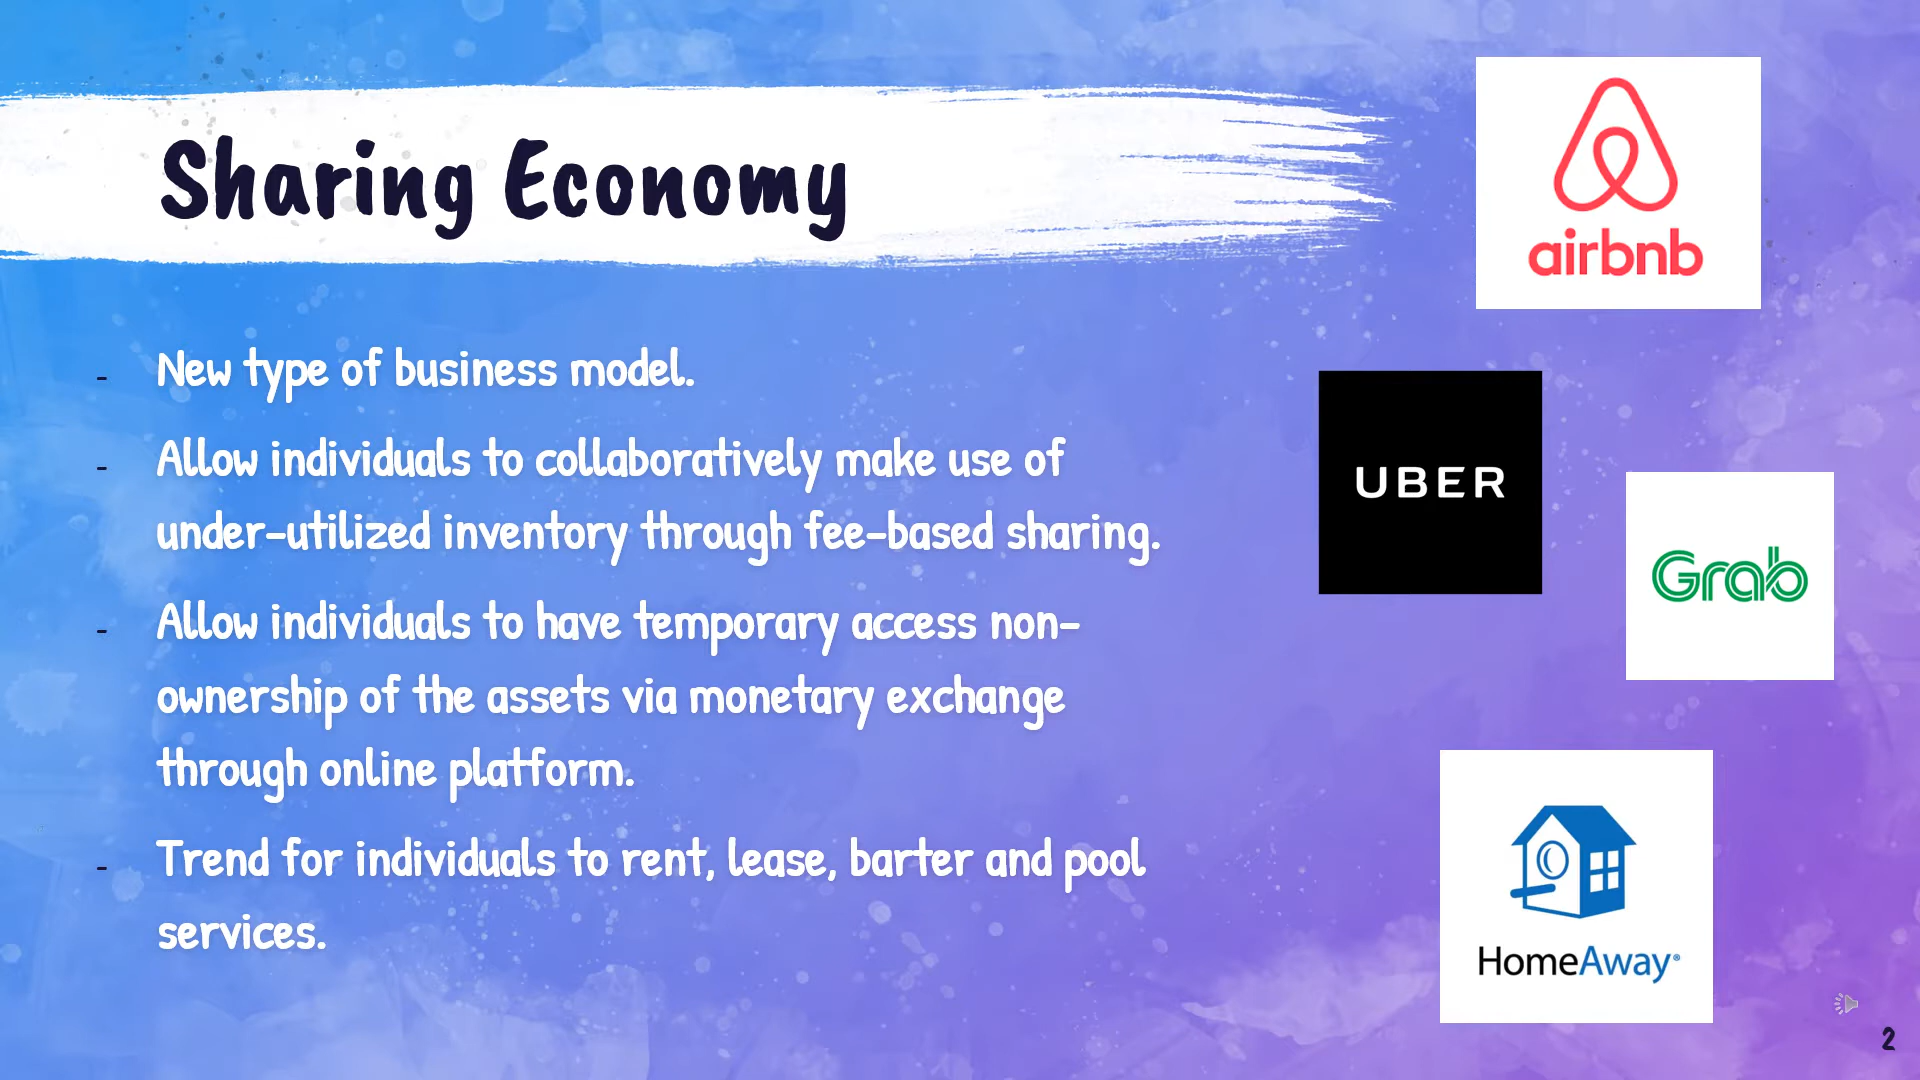 Sharing Economy
- New type of business model.
- Allow individuals to collaboratively make use of
under-utilized inventory through fee-based sharing.
- Allow individuals to have temporary access non-
ownership of the assets via monetary exchange
through online platform.
- Trend for individuals to rent, lease, barter and pool
services.
airbnb
UBER
Grab
HomeAway®
2